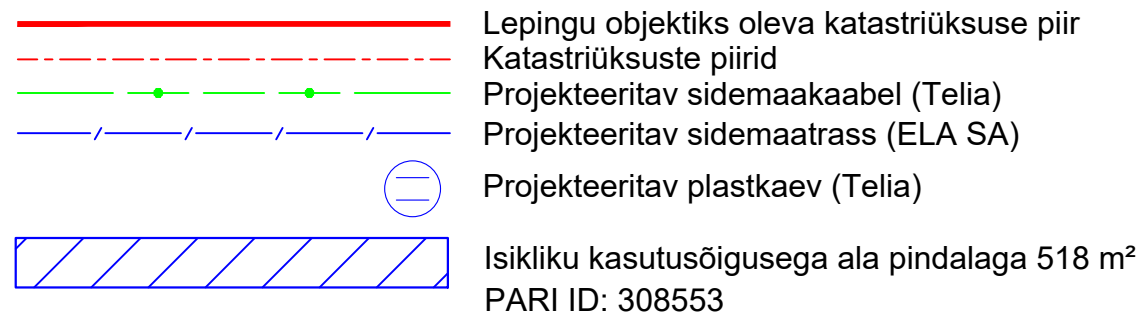 Lepingu objektiks oleva katastriüksuse piir
Katastriüksuste piirid
Projekteeritav sidemaakaabel (Telia)
Projekteeritav sidemaatrass (ELA SA)
Projekteeritav plastkaev (Telia)
Isikliku kasutusõigusega ala pindalaga 518 m²
PARI ID: 308553